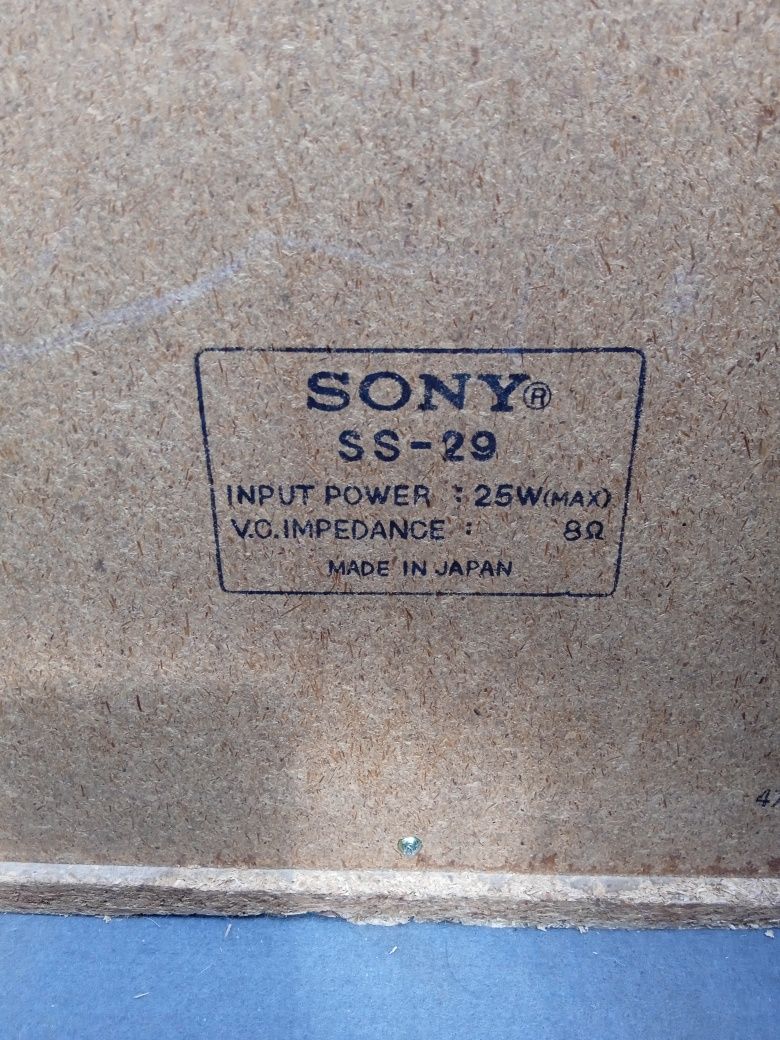 SONY®
SS-29
INPUT POWER : 25W(MAX)
V.C.IMPEDANCE : 8Ω
MADE IN JAPAN